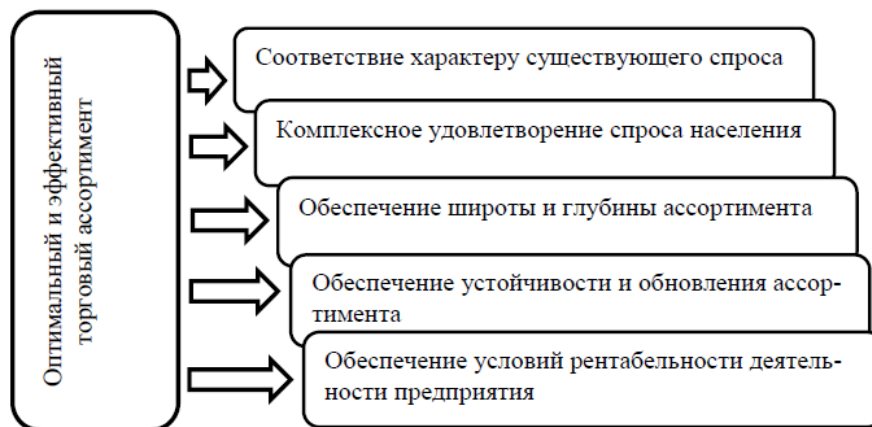 Оптимальный и эффективный
торговый ассортимент
Соответствие характеру существующего спроса
Комплексное удовлетворение спроса населения
Обеспечение широты и глубины ассортимента
Обеспечение устойчивости и обновления ассор-
тимента
Обеспечение условий рентабельности деятель-
ности предприятия